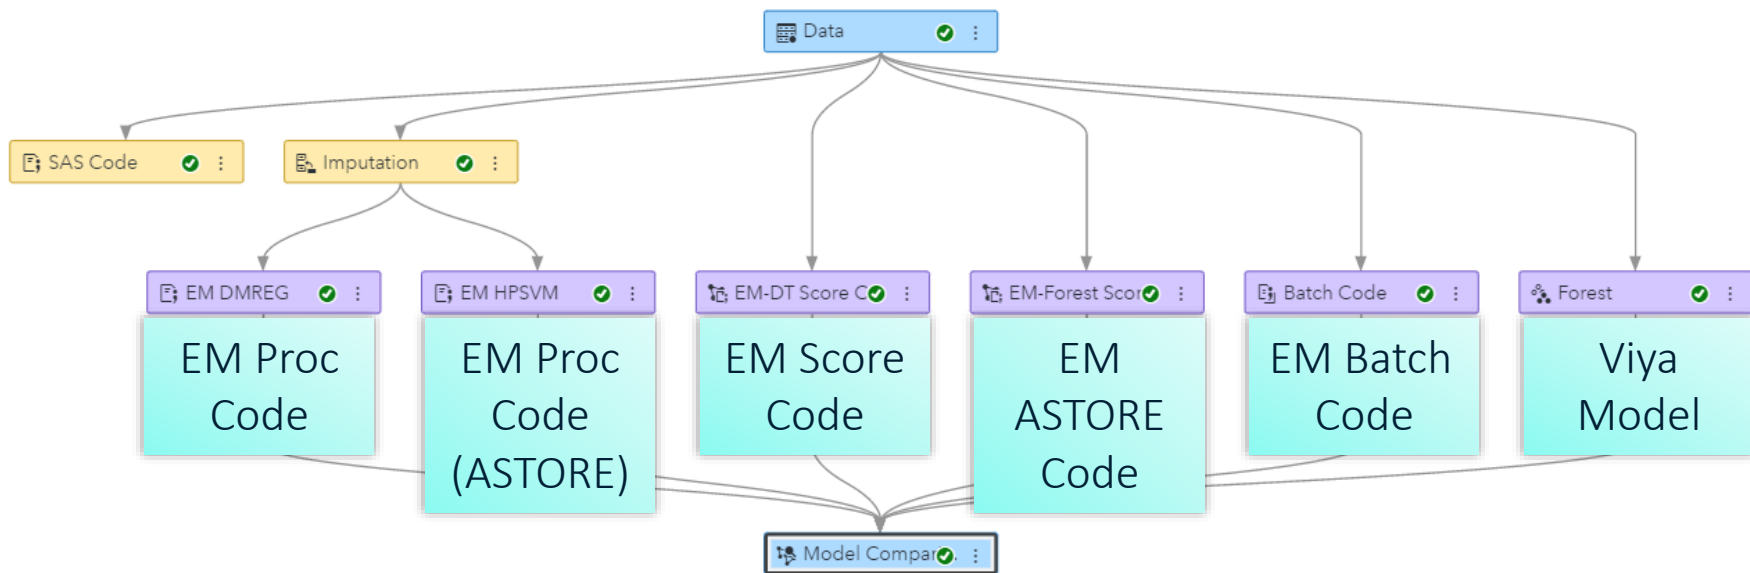 Data
SAS Code
Imputation
EM DMREG
EM HPSVM
EM-DT Score C
EM-Forest Scor
Batch Code
Forest
EM Proc
Code
EM Proc
Code
(ASTORE)
EM Score
Code
EM
ASTORE
Code
EM Batch
Code
Viya
Model
Model Compar